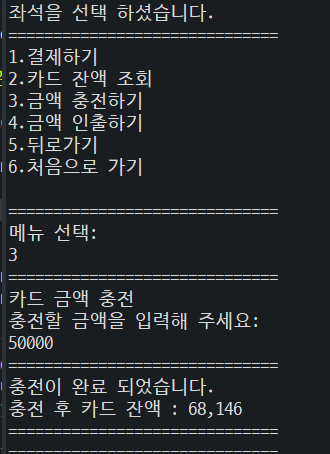 좌석을 선택 하셨습니다.
============================
1.결제하기
2.카드 잔액 조회
3.금액 충전하기
4.금액 인출하기
5.뒤로가기
6.처음으로 가기
============================
메뉴 선택:
3
============================
카드 금액 충전
충전할 금액을 입력해 주세요:
50000
============================
충전이 완료 되었습니다.
충전 후 카드 잔액 : 68,146
============================
============================